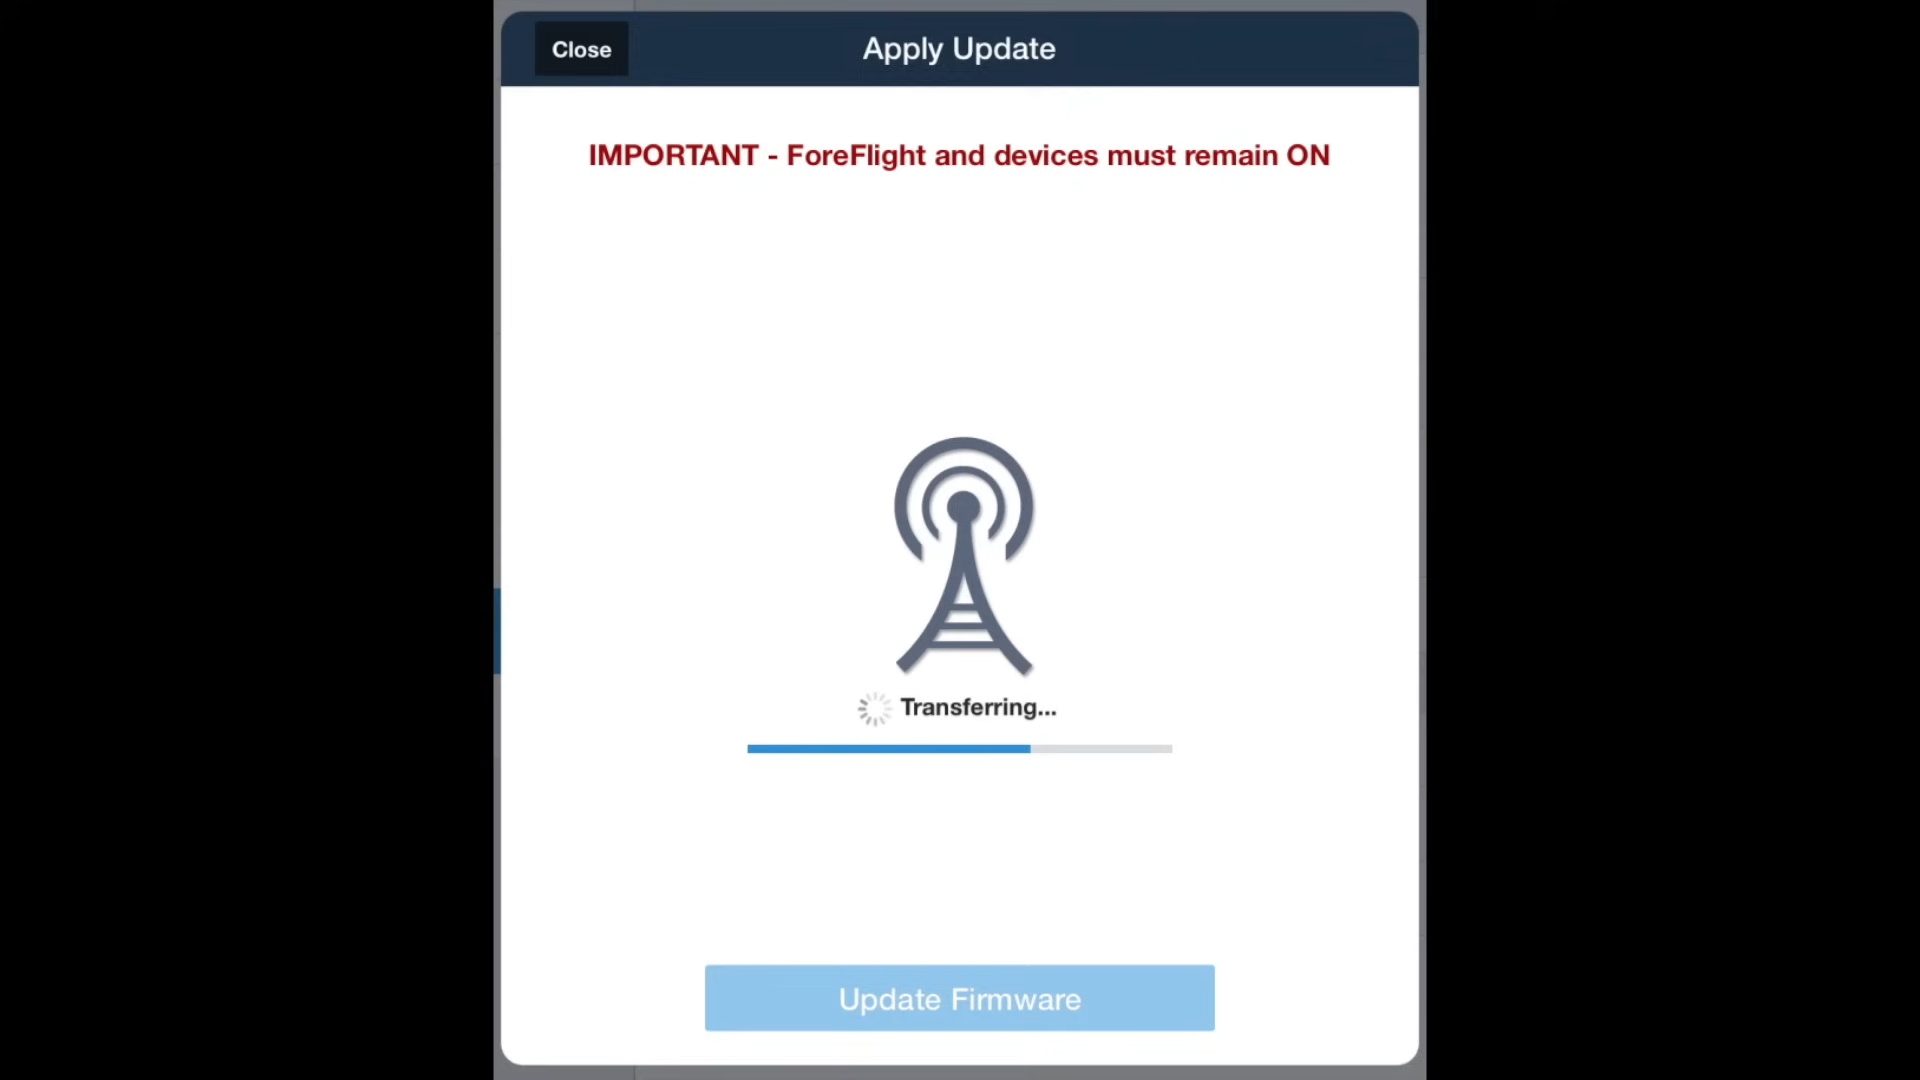 Close
Apply Update
IMPORTANT - ForeFlight and devices must remain ON
Transferring...
Update Firmware